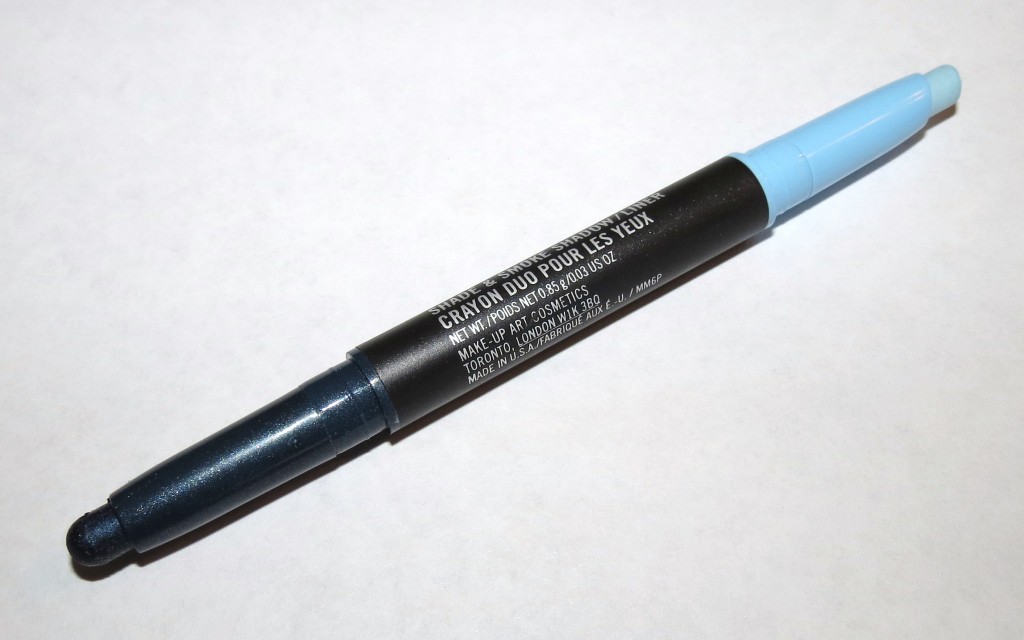 SHADE & SMOKE SHADOW/LINER
CRAYON DUO POUR LES YEUX
NET WT./POIDS NET 0.85 g/0.03 US OZ
MAKE-UP ART COSMETICS
TORONTO, LONDON W1K 3BQ
MADE IN U.S.A./FABRIQUÉ AUX É.-U. / MM6P